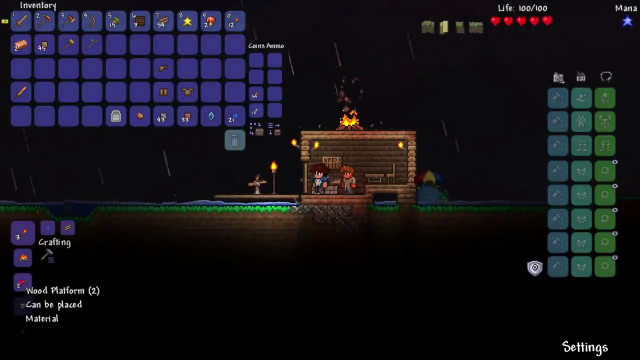 Inventory
Life: 100/100
Mana
Coins Ammo
Crafting
Wood Platform (2)
Can be placed
Material
Settings